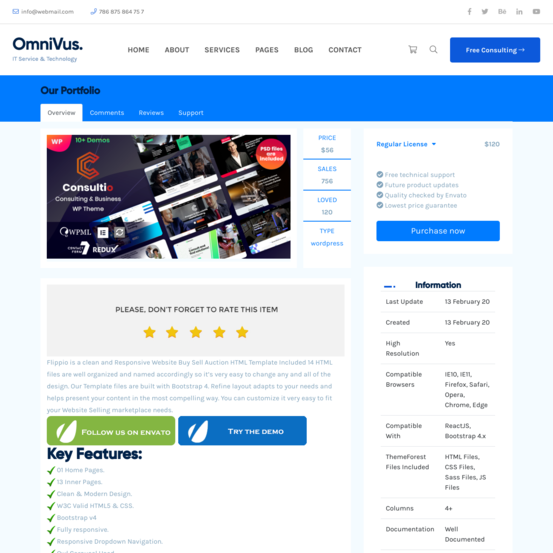 info@webmail.com
786 875 864 75 7
OmniVus.
IT Service & Technology
HOME ABOUT SERVICES PAGES BLOG CONTACT
Free Consulting
Our Portfolio
Overview Comments Reviews Support
WP
10+ Demos
PSD files are Included
Consultio
Consulting & Business
WP Theme
WPML
CONTACT FORM 7 REDUX
PRICE
$56
SALES
756
LOVED
120
TYPE
wordpress
Regular License $120
Free technical support
Future product updates
Quality checked by Envato
Lowest price guarantee
Purchase now
PLEASE, DON'T FORGET TO RATE THIS ITEM
Flippio is a clean and Responsive Website Buy Sell Auction HTML Template included 14 HTML
files are well organized and named accordingly so it's very easy to change any and all of the
design. Our Template files are built with Bootstrap 4. Refine layout adapts to your needs and
helps present your content in the most compelling way. You can customize it very easy to fit
your Website Selling marketplace needs.
FOLLOW US ON ENVATO
TRY THE DEMO
Key Features:
01 Home Pages.
13 Inner Pages.
Clean & Modern Design.
W3C Valid HTML5 & CSS.
Bootstrap v4
Fully responsive.
Responsive Dropdown Navigation.
Information
Last Update 13 February 20
Created 13 February 20
High Resolution Yes
Compatible Browsers IE10, IE11, Firefox, Safari, Opera, Chrome, Edge
Compatible With ReactJS, Bootstrap 4.x
ThemeForest Files Included HTML Files, CSS Files, Sass Files, JS Files
Columns 4+
Documentation Well Documented